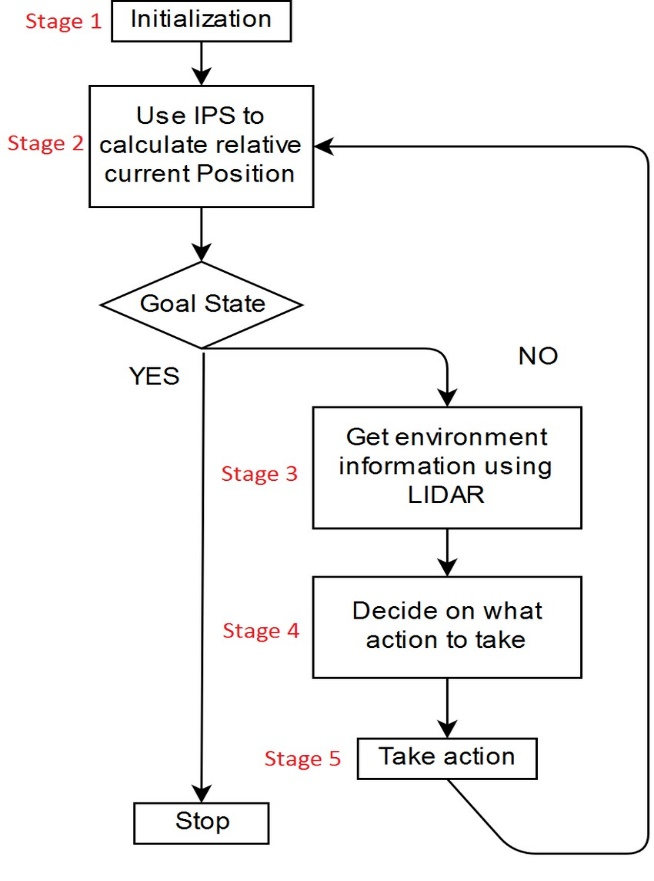 Stage 1
Initialization
Stage 2
Use IPS to
calculate relative
current Position
Goal State
YES
NO
Stage 3
Get environment
information using
LIDAR
Stage 4
Decide on what
action to take
Stage 5
Take action
Stop